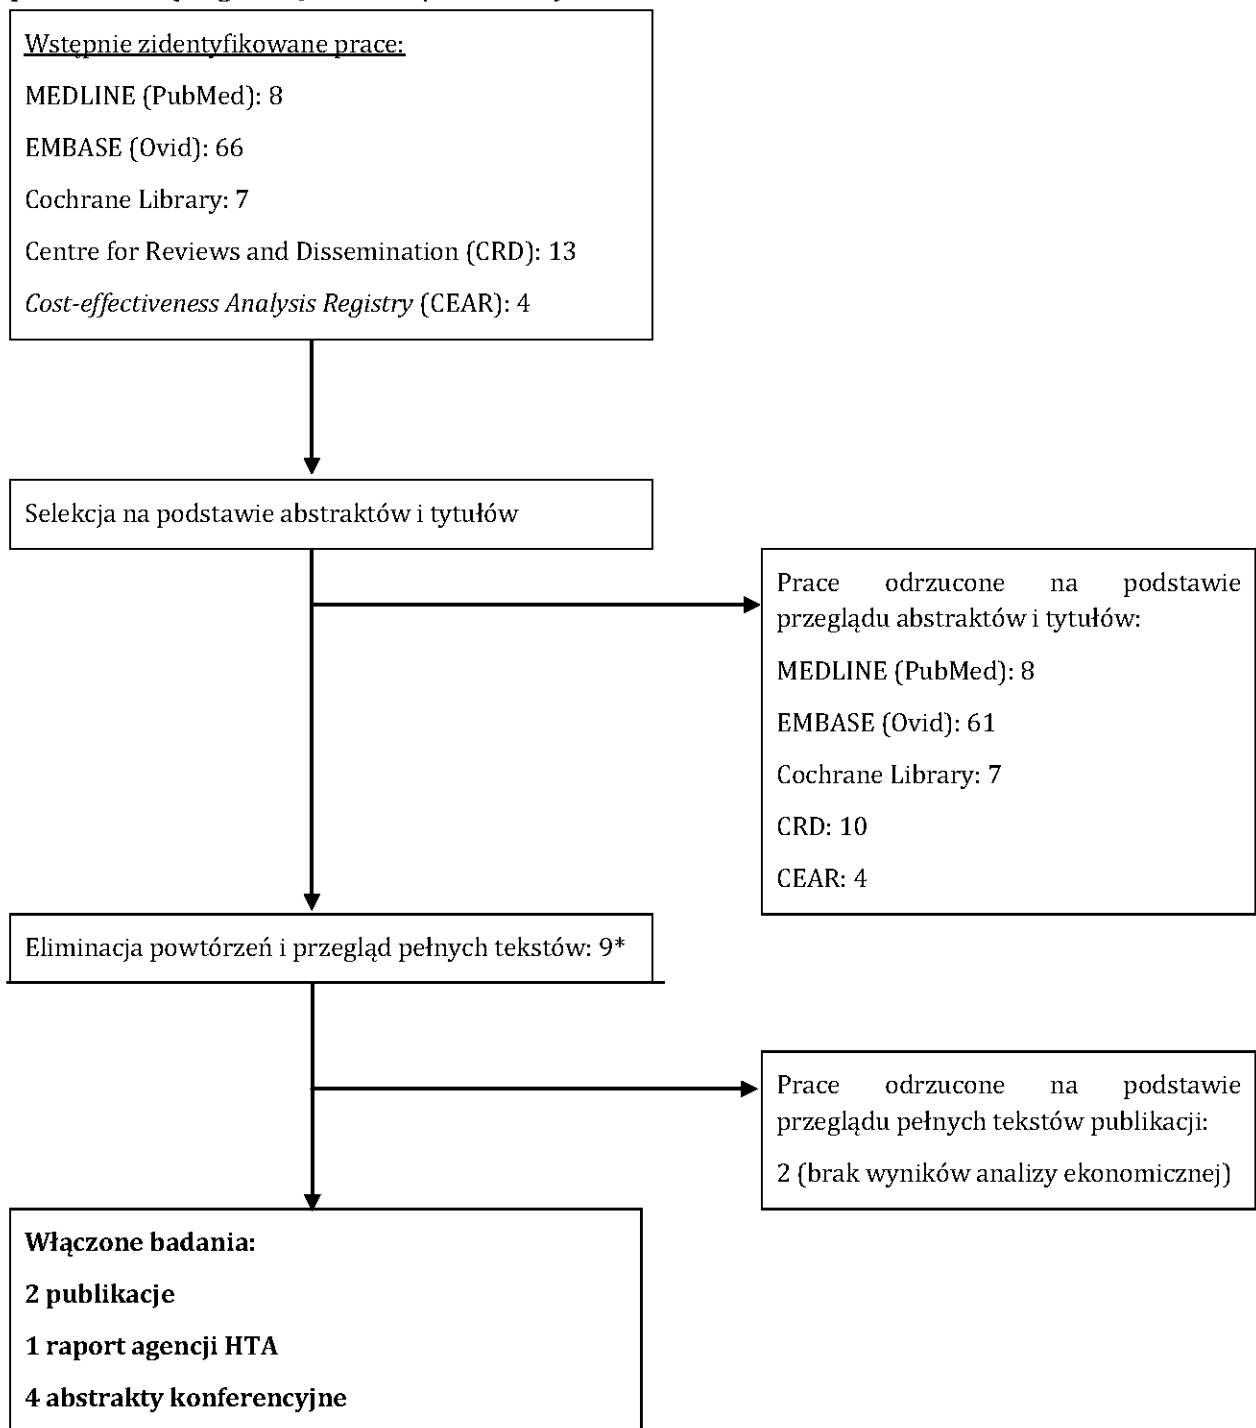 Wstępnie zidentyfikowane prace:
MEDLINE (PubMed): 8
EMBASE (Ovid): 66
Cochrane Library: 7
Centre for Reviews and Dissemination (CRD): 13
Cost-effectiveness Analysis Registry (CEAR): 4
Selekcja na podstawie abstraktów i tytułów
Prace odrzucone na podstawie
przeglądu abstraktów i tytułów:
MEDLINE (PubMed): 8
EMBASE (Ovid): 61
Cochrane Library: 7
CRD: 10
CEAR: 4
Eliminacja powtórzeń i przegląd pełnych tekstów: 9*
Prace odrzucone na podstawie
przeglądu pełnych tekstów publikacji:
2 (brak wyników analizy ekonomicznej)
Włączone badania:
2 publikacje
1 raport agencji HTA
4 abstrakty konferencyjne